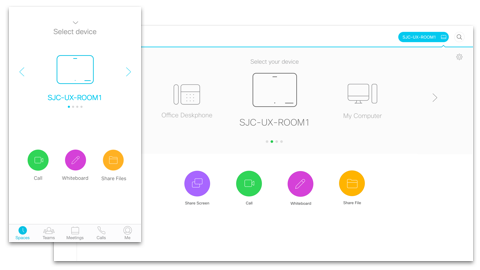 Select device
SJC-UX-ROOM1
Call
Whiteboard
Share Files
Spaces
Teams
Meetings
Calls
Me
SJC-UX-ROOM1
Select your device
Office Deskphone
SJC-UX-ROOM1
My Computer
Share Screen
Call
Whiteboard
Share File